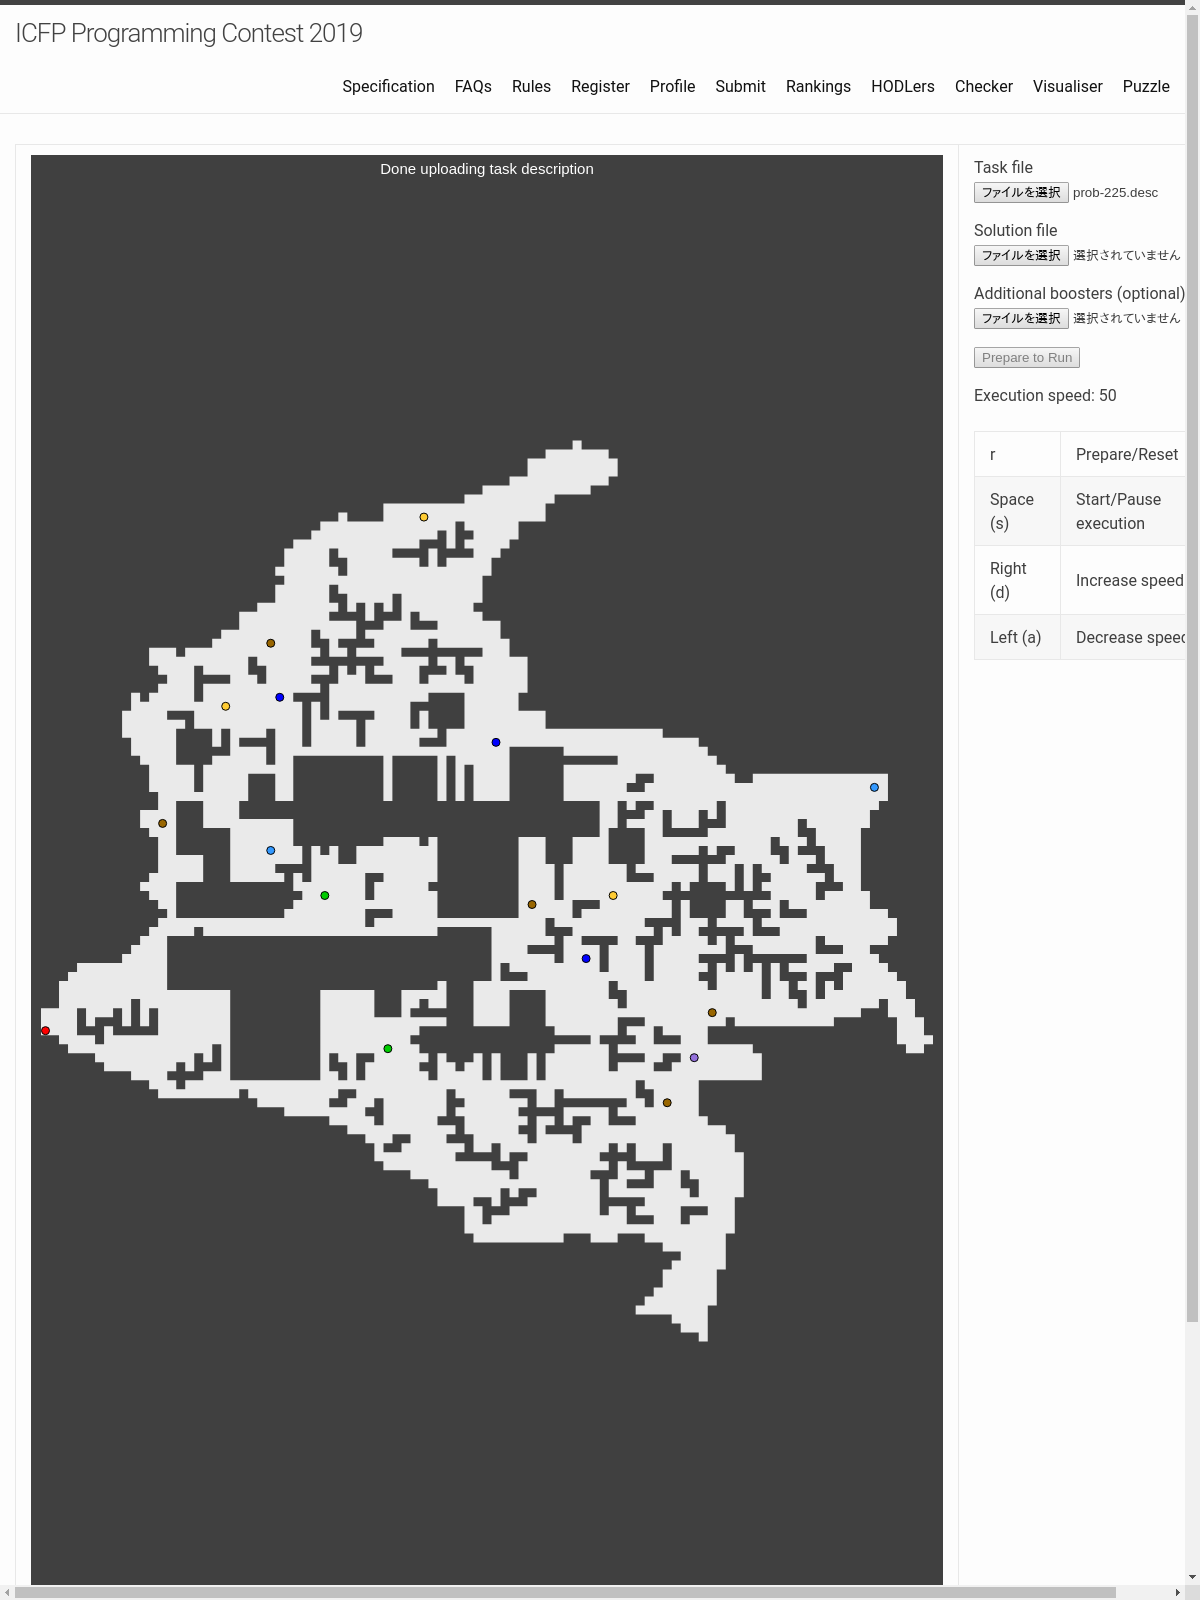 ICFP Programming Contest 2019
Specification FAQs Rules Register Profile Submit Rankings HODLers Checker Visualiser Puzzle
Done uploading task description
Task file
ファイルを選択 prob-225.desc
Solution file
ファイルを選択 選択されていません
Additional boosters (optional)
ファイルを選択 選択されていません
Prepare to Run
Execution speed: 50
r Prepare/Reset
Space (s) Start/Pause execution
Right (d) Increase speed
Left (a) Decrease speed